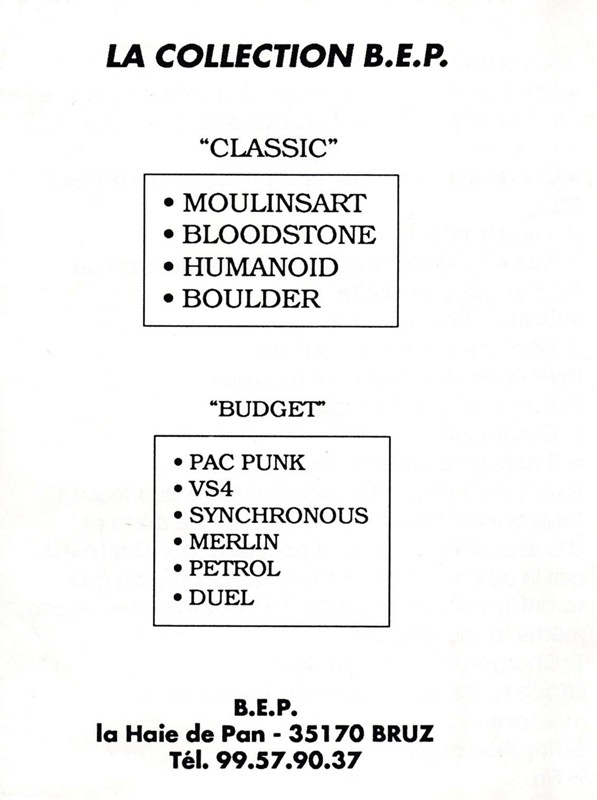 LA COLLECTION B.E.P.
"CLASSIC"
• MOULINSART
• BLOODSTONE
• HUMANOID
• BOULDER
"BUDGET"
• PAC PUNK
• VS4
• SYNCHRONOUS
• MERLIN
• PETROL
• DUEL
B.E.P.
la Haie de Pan - 35170 BRUZ
Tél. 99.57.90.37